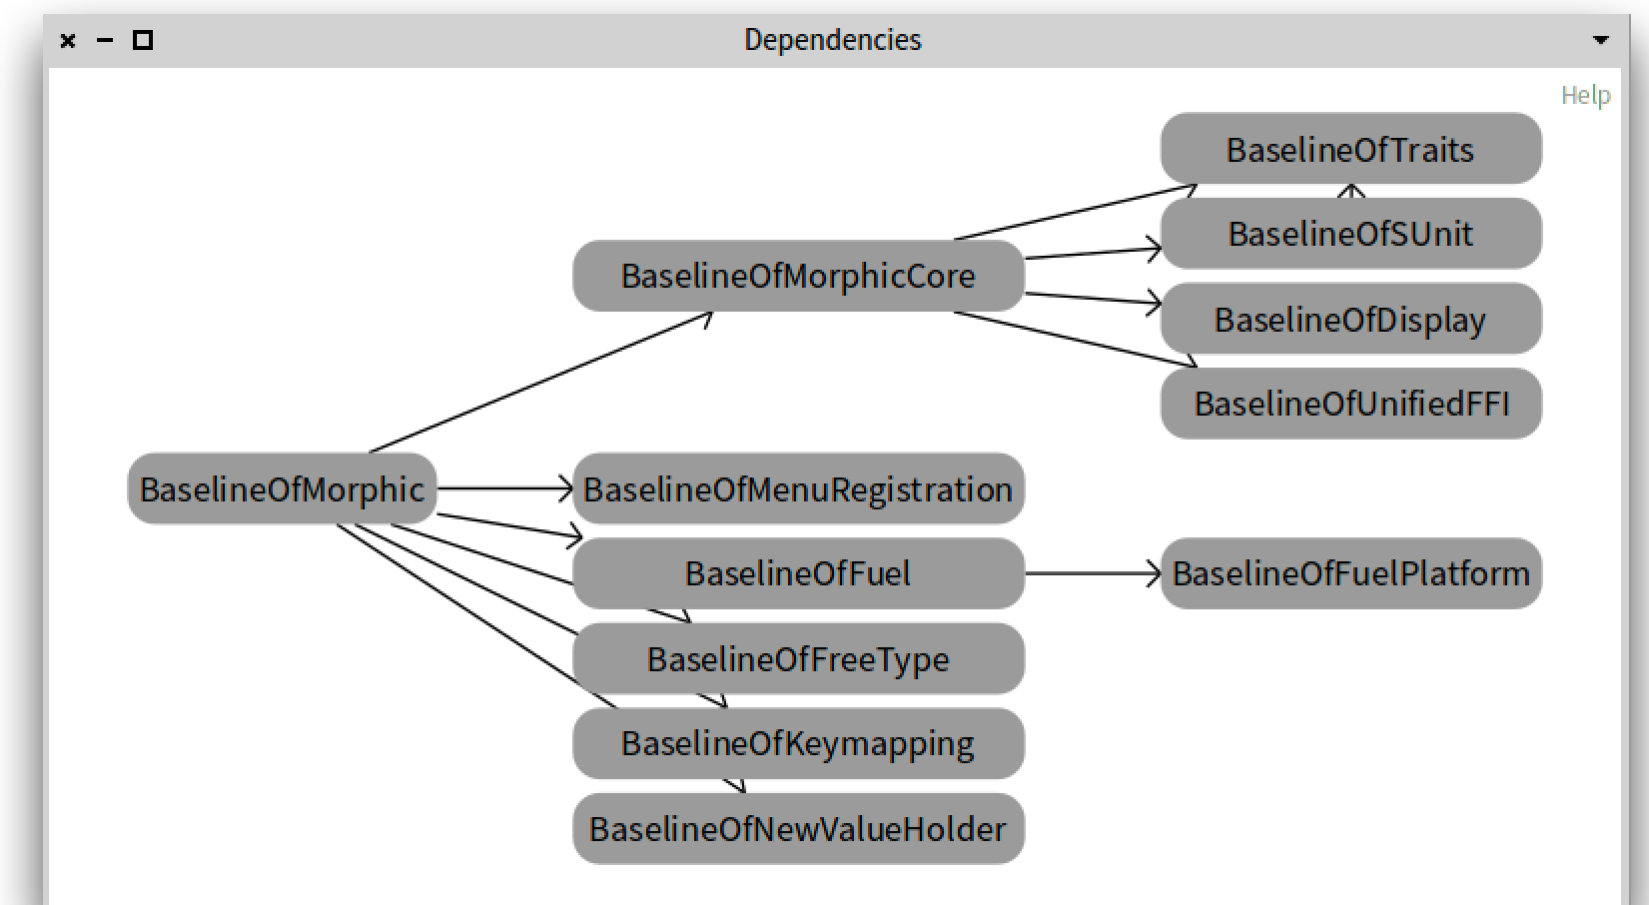 Dependencies
Help
BaselineOfTraits
BaselineOfSUnit
BaselineOfMorphicCore
BaselineOfDisplay
BaselineOfUnifiedFFI
BaselineOfMorphic
BaselineOfMenuRegistration
BaselineOfFuel
BaselineOfFuelPlatform
BaselineOfFreeType
BaselineOfKeymapping
BaselineOfNewValueHolder